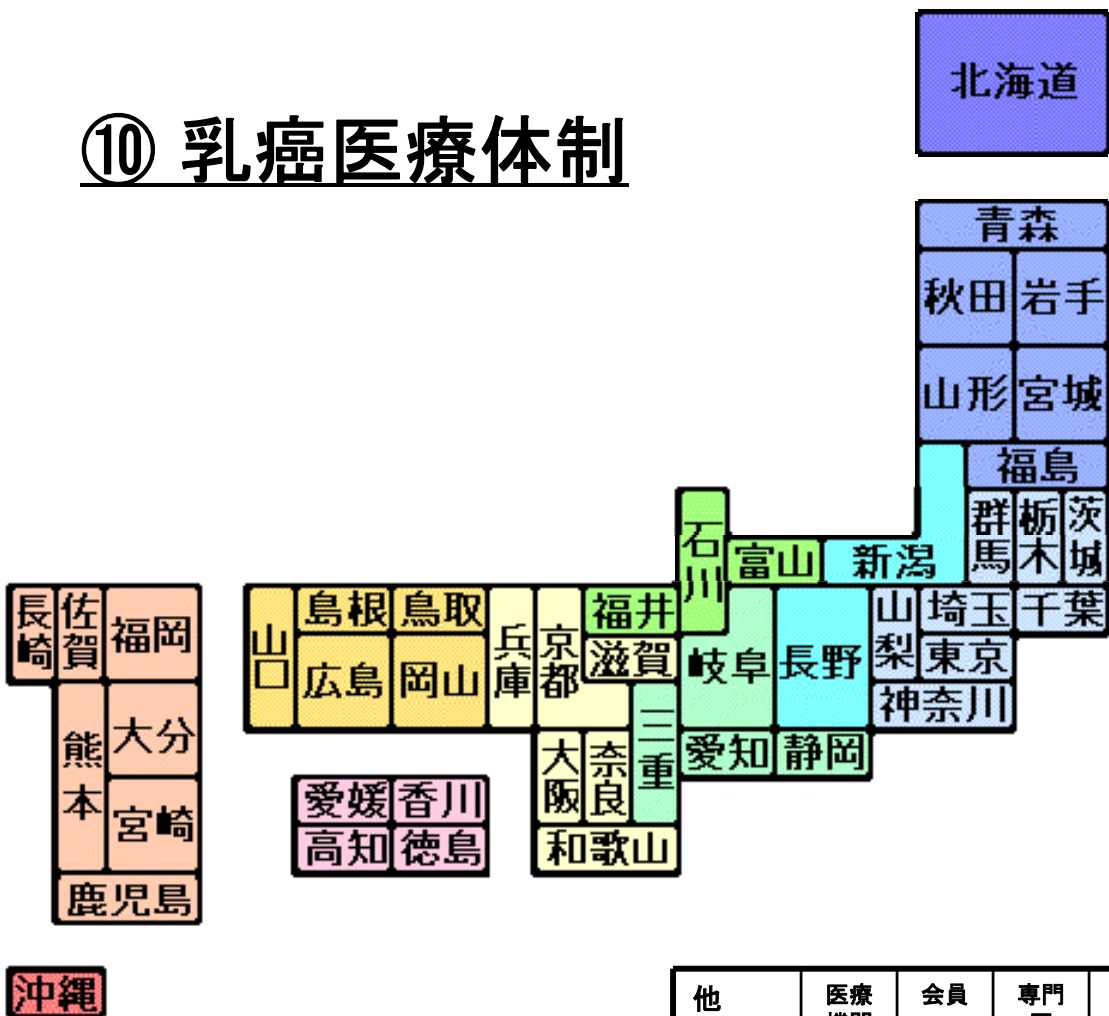 北海道
⑩ 乳癌医療体制
青森
秋田 岩手
山形 宮城
福島
石川 群馬 栃木 茨城
富山 新潟
長崎 佐賀 福岡 山口 島根 鳥取 兵庫 京都 福井 岐阜 長野 山梨 埼玉 千葉
広島 岡山 滋賀 東京
神奈川
熊本 大分 大阪 奈良 三重 愛知 静岡
宮崎 愛媛 香川
高知 徳島 和歌山
鹿児島
沖縄
他 医療 会員 専門